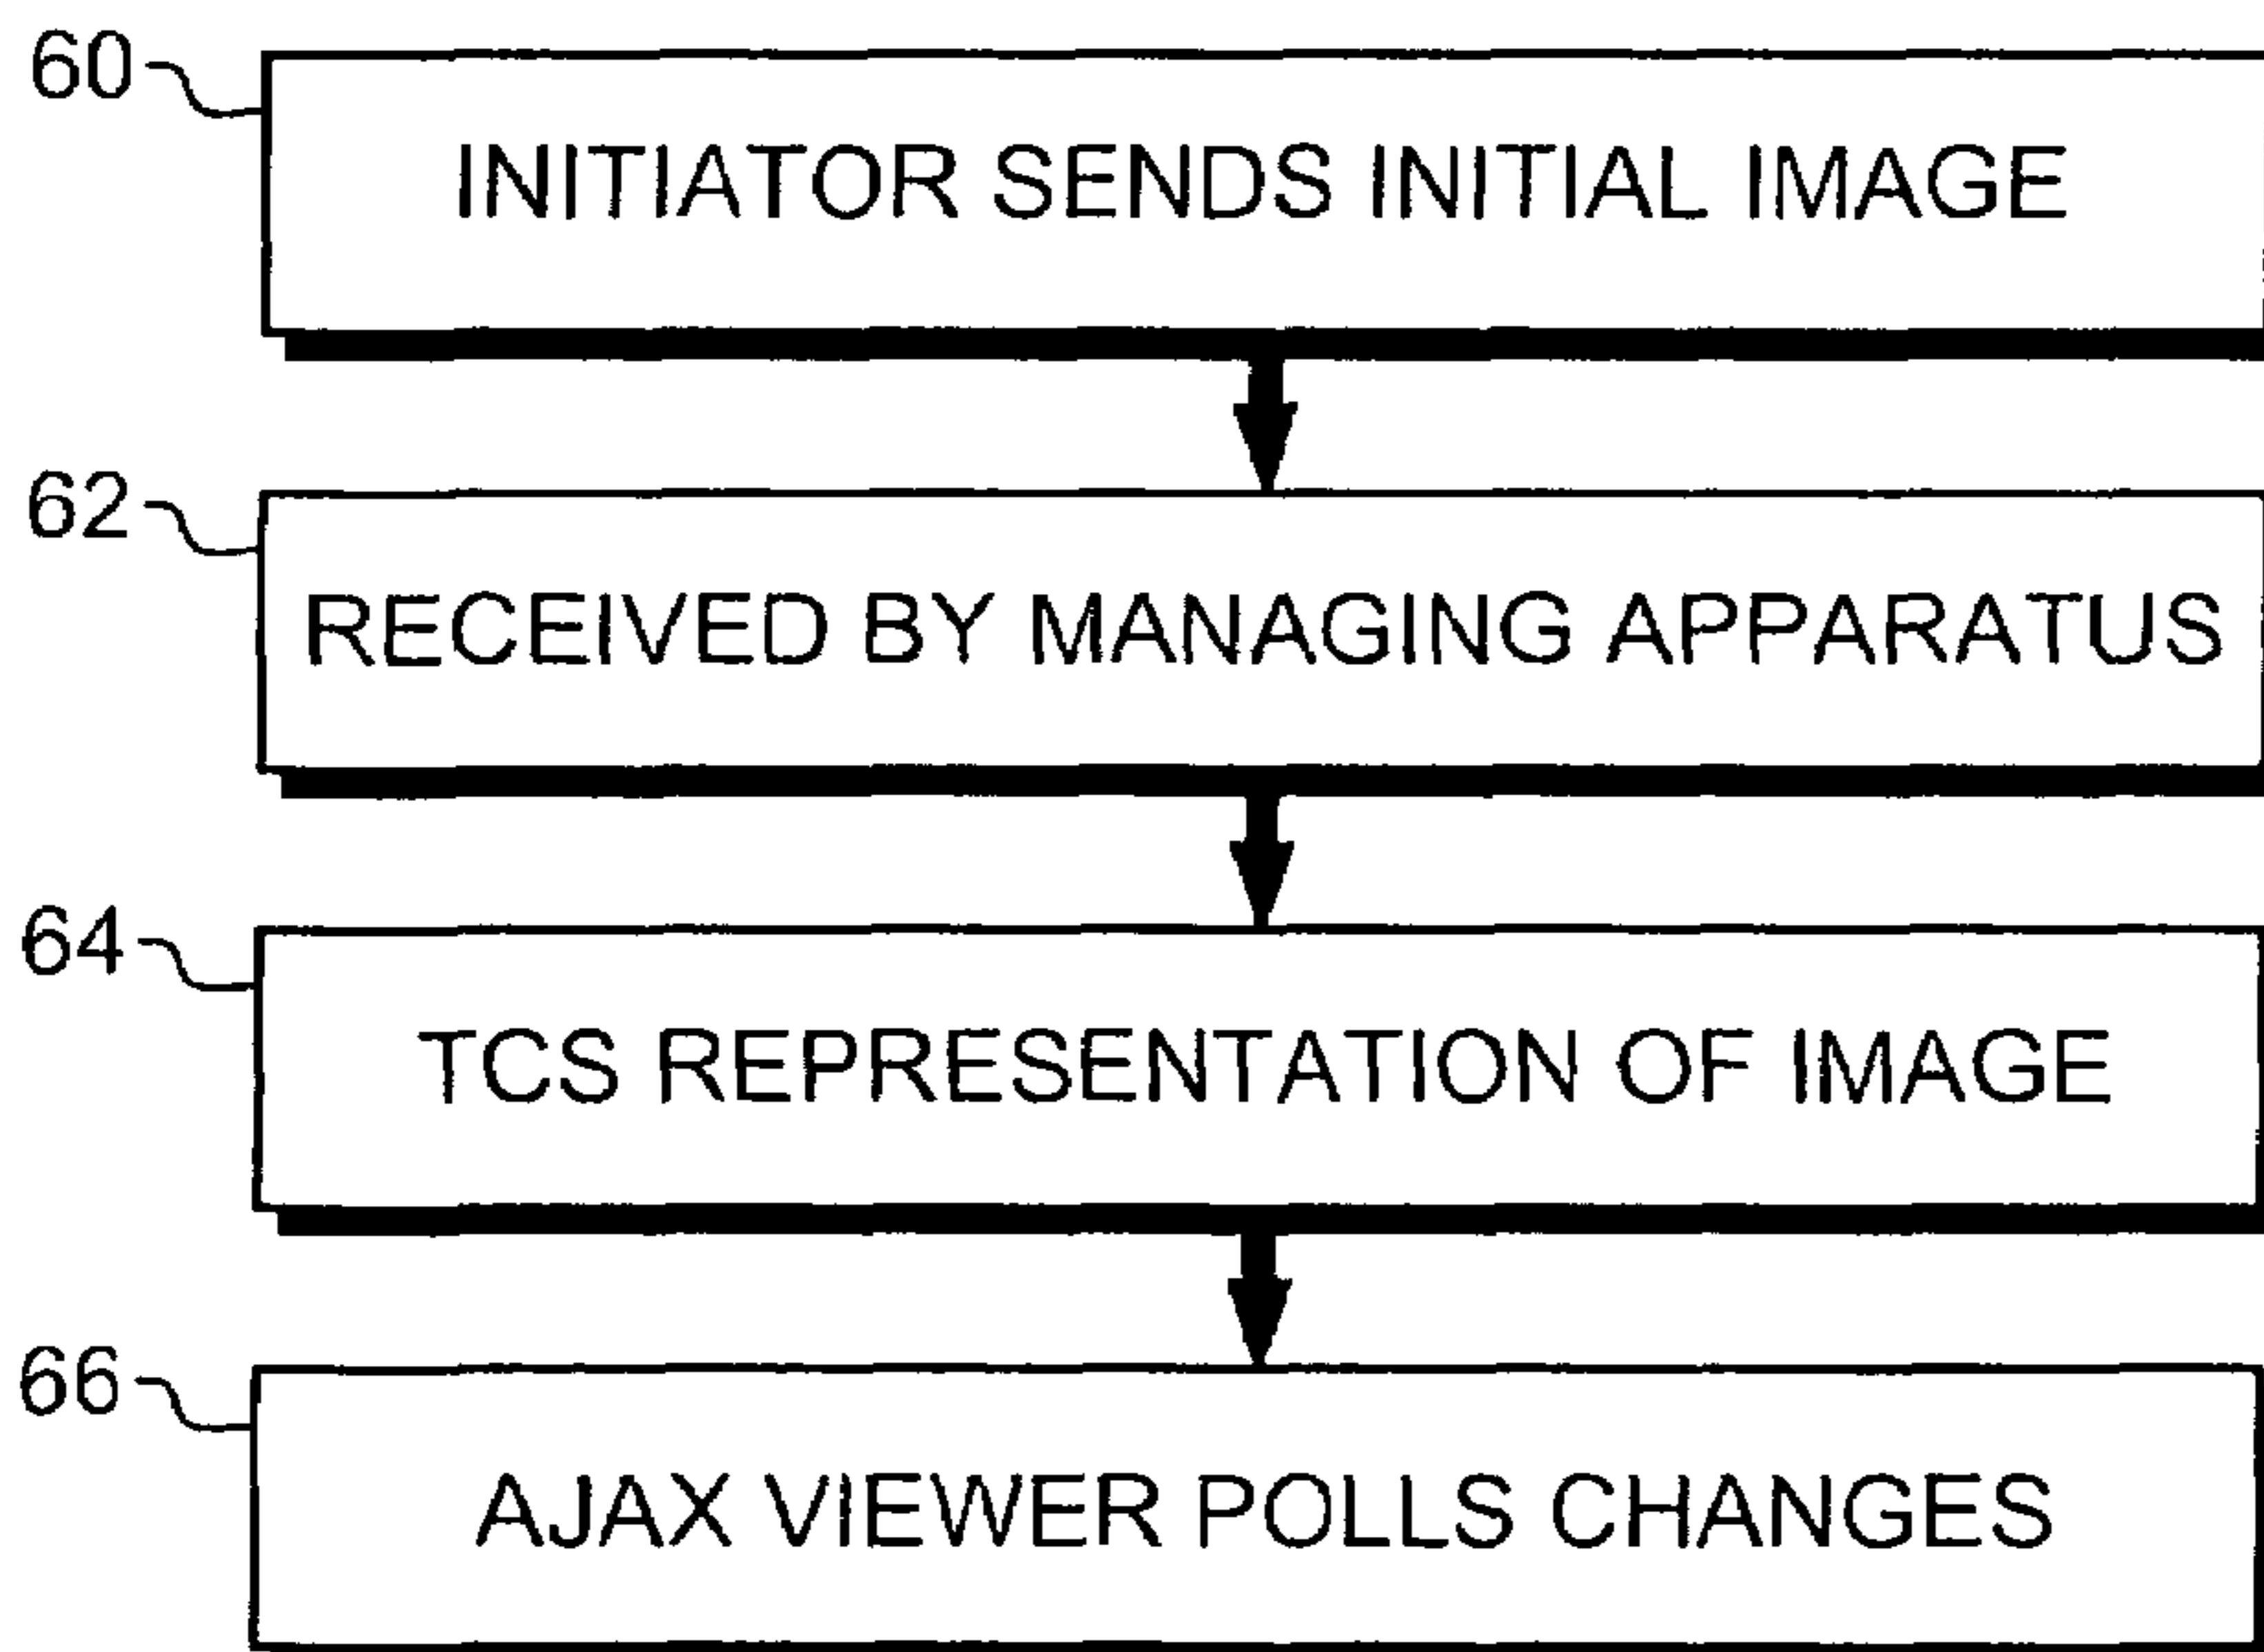 60
INITIATOR SENDS INITIAL IMAGE
62
RECEIVED BY MANAGING APPARATUS
64
TCS REPRESENTATION OF IMAGE
66
AJAX VIEWER POLLS CHANGES